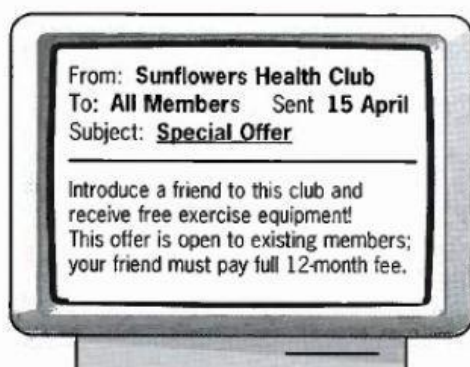 From: Sunflowers Health Club
To: All Members Sent 15 April
Subject: Special Offer
Introduce a friend to this club and
receive free exercise equipment!
This offer is open to existing members;
your friend must pay full 12-month fee.